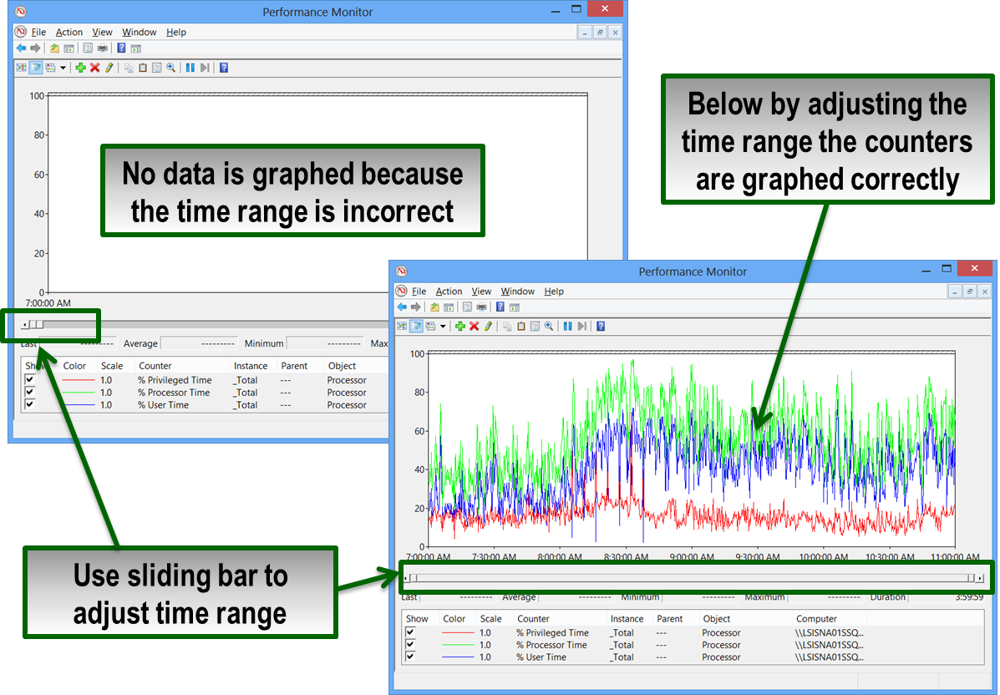 Performance Monitor
File Action View Window Help
100
80
60
40
20
0
7:00:00 AM
No data is graphed because
the time range is incorrect
Last --------- Average --------- Minimum --------- Max
Show Color Scale Counter Instance Parent Object
1.0 % Privileged Time _Total --- Processor
1.0 % Processor Time _Total --- Processor
1.0 % User Time _Total --- Processor
Below by adjusting the
time range the counters
are graphed correctly
Use sliding bar to
adjust time range
Performance Monitor
File Action View Window Help
100
80
60
40
20
0
7:00:00 AM 7:30:00 AM 8:00:00 AM 8:30:00 AM 9:00:00 AM 9:30:00 AM 10:00:00 AM 10:30:00 AM 11:00:00 AM
Last --------- Average --------- Minimum --------- Maximum --------- Duration 3:59:59
Show Color Scale Counter Instance Parent Object Computer
1.0 % Privileged Time _Total --- Processor \\LSISNA01SSQ...
1.0 % Processor Time _Total --- Processor \\LSISNA01SSQ...
1.0 % User Time _Total --- Processor \\LSISNA01SSQ...